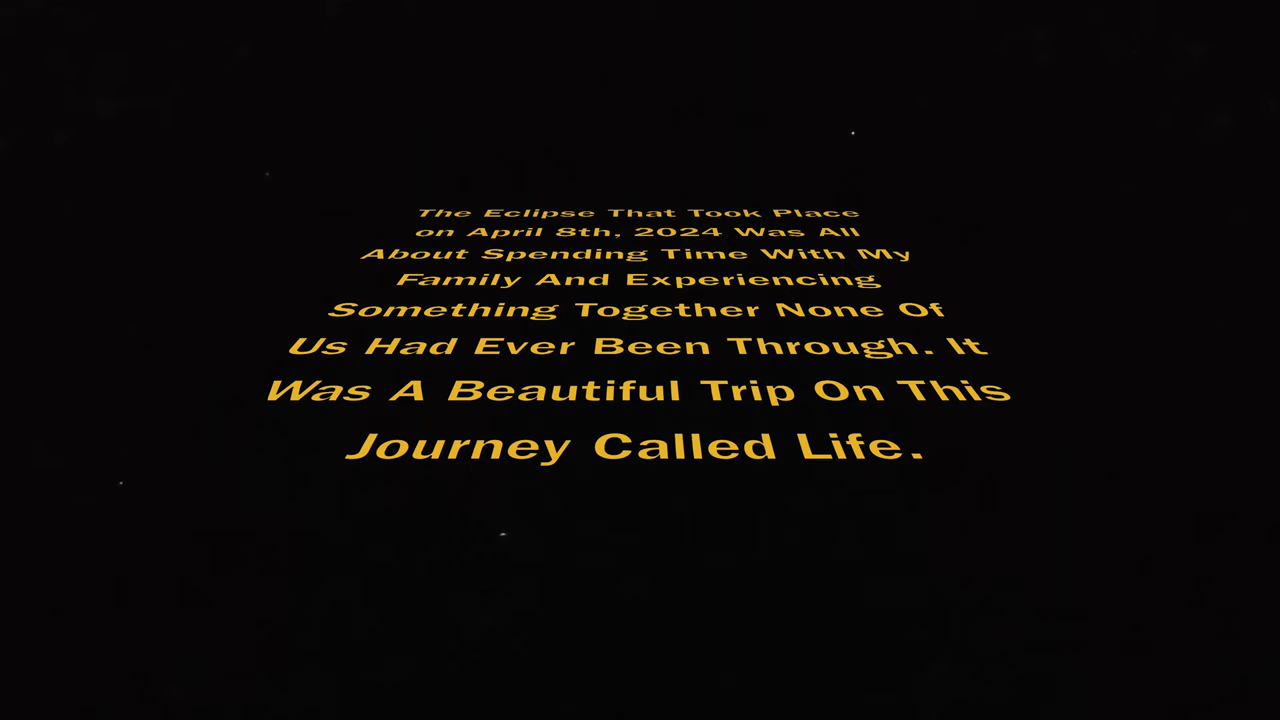 The Eclipse That Took Place
on April 8th, 2024 Was All
About Spending Time With My
Family And Experiencing
Something Together None Of
Us Had Ever Been Through. It
Was A Beautiful Trip On This
Journey Called Life.